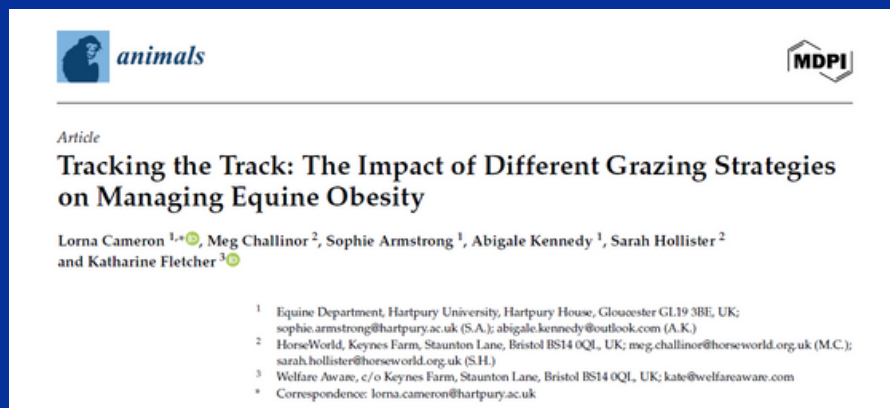 animals
MDPI
Article
Tracking the Track: The Impact of Different Grazing Strategies
on Managing Equine Obesity
Lorna Cameron 1,*, Meg Challinor 2, Sophie Armstrong 1, Abigale Kennedy 1, Sarah Hollister 2
and Katharine Fletcher 3
1 Equine Department, Hartpury University, Hartpury House, Gloucester GL19 3BE, UK;
sophie.armstrong@hartpury.ac.uk (S.A.); abigale.kennedy@outlook.com (A.K.)
2 HorseWorld, Keynes Farm, Staunton Lane, Bristol BS14 0QL, UK; meg.challinor@horseworld.org.uk (M.C.);
sarah.hollister@horseworld.org.uk (S.H.)
3 Welfare Aware, c/o Keynes Farm, Staunton Lane, Bristol BS14 0QL, UK; kate@welfareaware.com
* Correspondence: lorna.cameron@hartpury.ac.uk